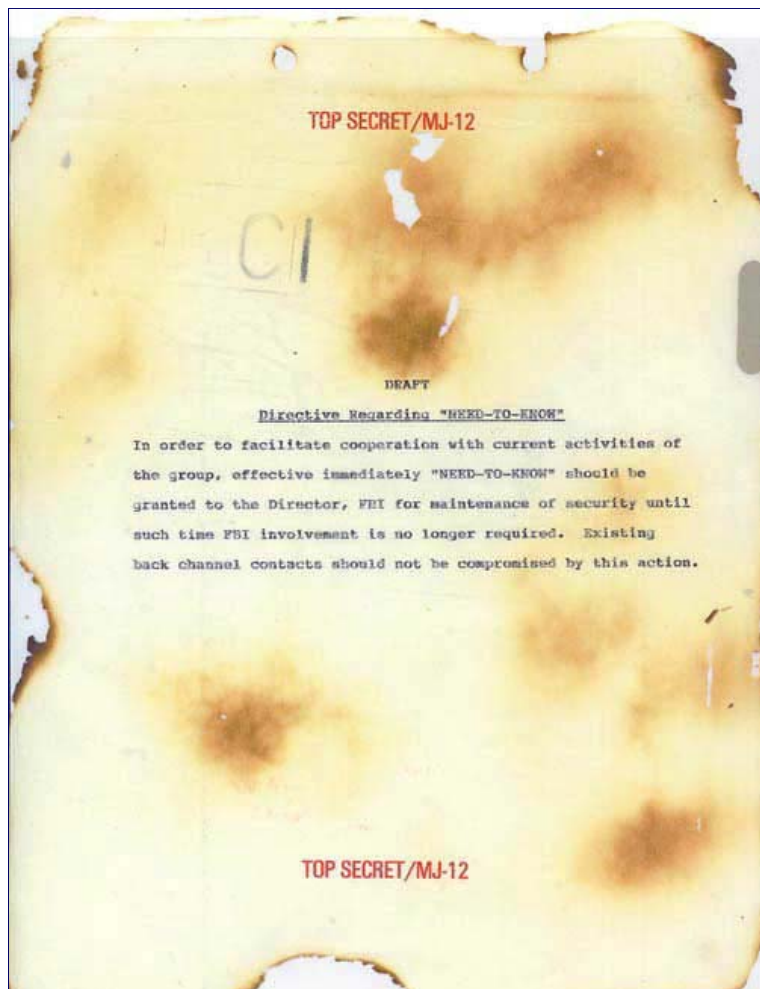 TOP SECRET/MJ-12
C1
DRAFT
Directive Regarding "NEED-TO-KNOW"
In order to facilitate cooperation with current activities of
the group, effective immediately "NEED-TO-KNOW" should be
granted to the Director, FBI for maintenance of security until
such time FBI involvement is no longer required. Existing
back channel contacts should not be compromised by this action.
TOP SECRET/MJ-12